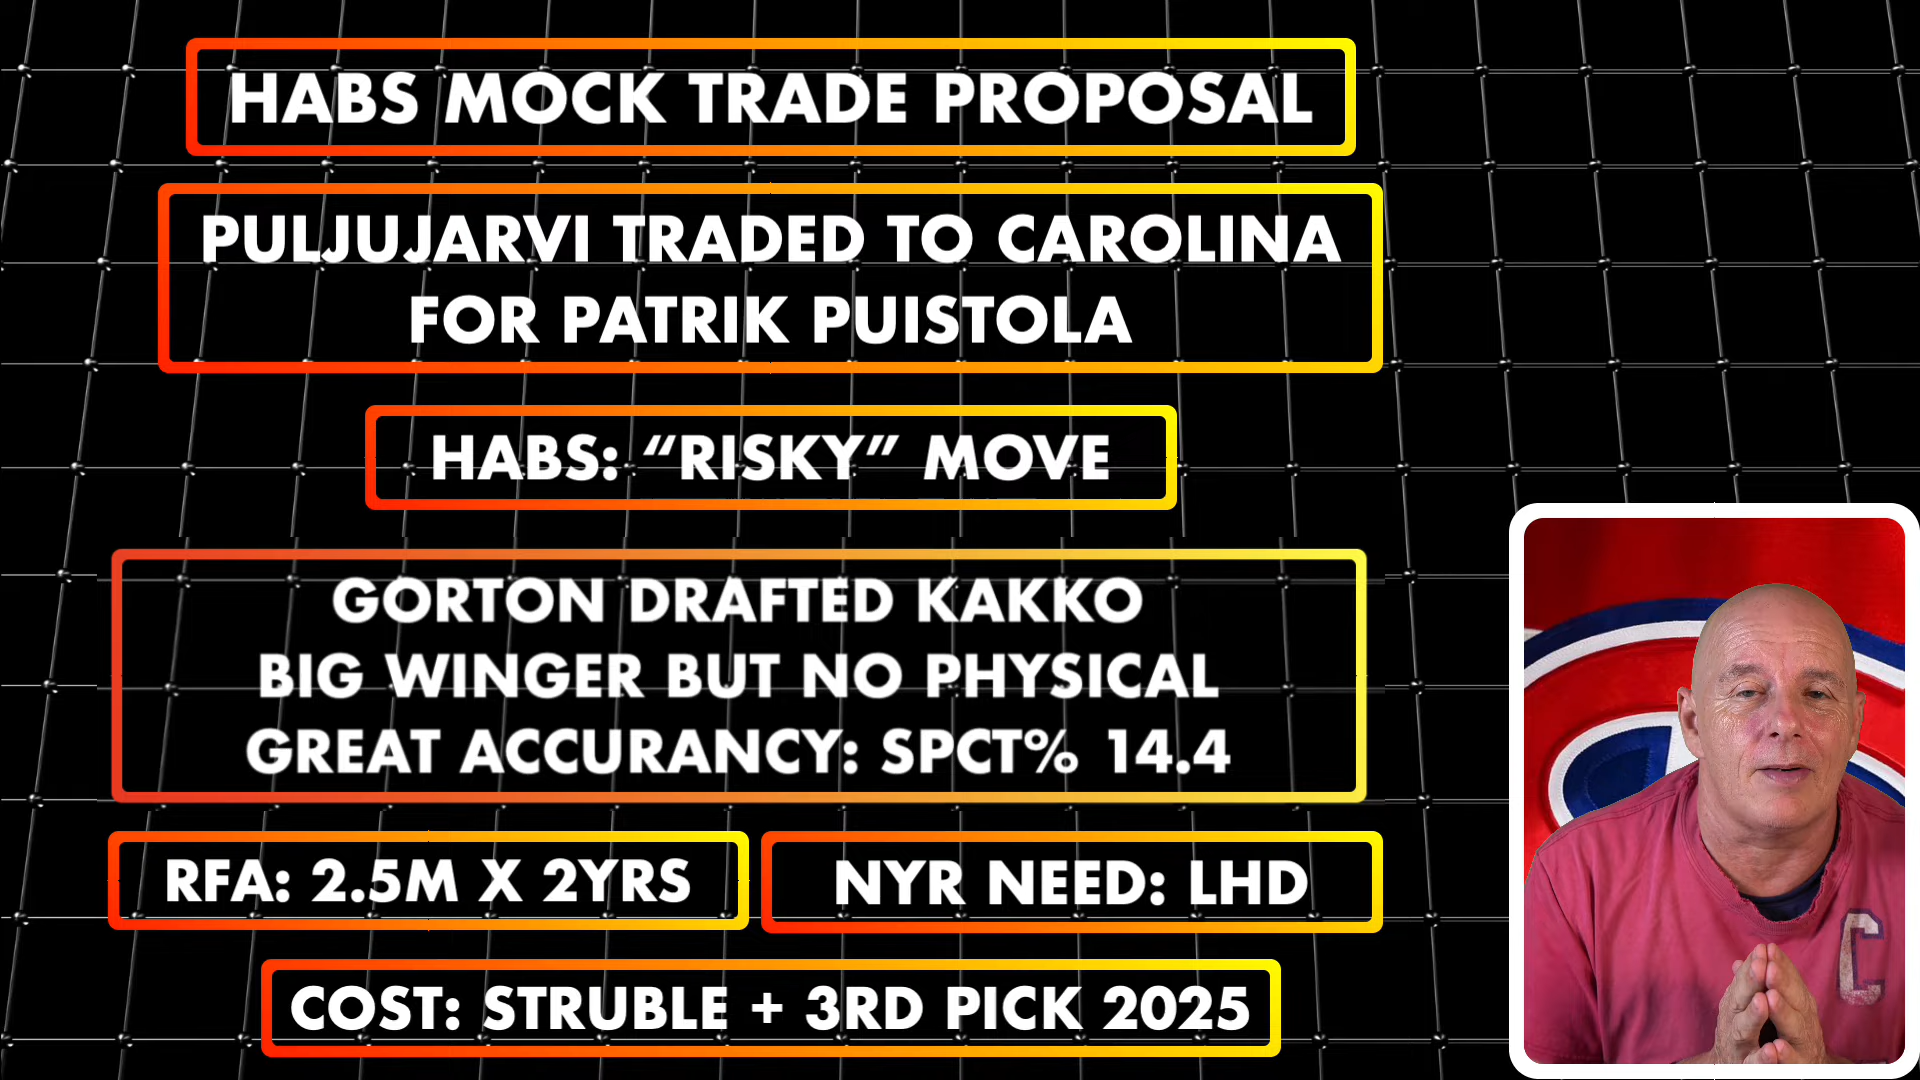 HABS MOCK TRADE PROPOSAL
PULJUJARVI TRADED TO CAROLINA
FOR PATRIK PUISTOLA
HABS: “RISKY” MOVE
GORTON DRAFTED KAKKO
BIG WINGER BUT NO PHYSICAL
GREAT ACCURANCY: SPCT% 14.4
RFA: 2.5M X 2YRS
NYR NEED: LHD
COST: STRUBLE + 3RD PICK 2025
C